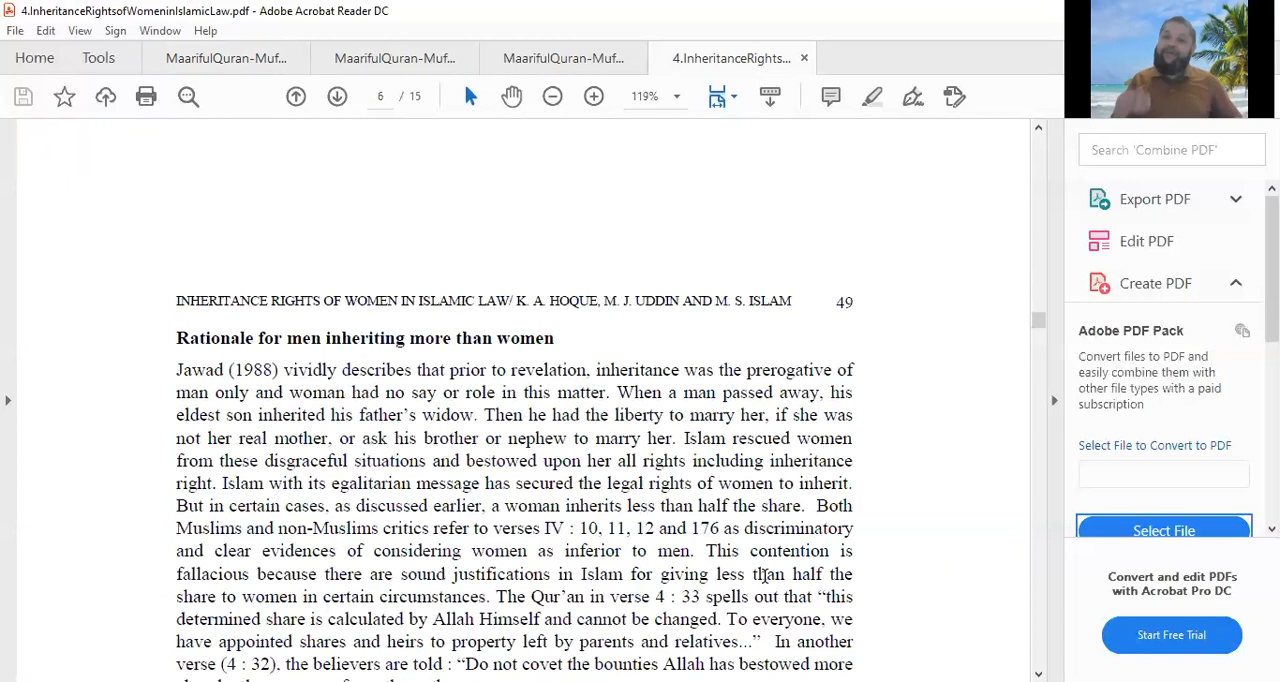 4.InheritanceRightsofWomeninIslamicLaw.pdf - Adobe Acrobat Reader DC
File Edit View Sign Window Help
Home Tools MaarifulQuran-Muf... MaarifulQuran-Muf... MaarifulQuran-Muf... 4.InheritanceRights... ×
6 / 15 119%
Search 'Combine PDF'
Export PDF
Edit PDF
Create PDF
Adobe PDF Pack
Convert files to PDF and
easily combine them with
other file types with a paid
subscription
Select File to Convert to PDF
Select File
Convert and edit PDFs
with Acrobat Pro DC
Start Free Trial
INHERITANCE RIGHTS OF WOMEN IN ISLAMIC LAW/ K. A. HOQUE, M. J. UDDIN AND M. S. ISLAM 49
Rationale for men inheriting more than women
Jawad (1988) vividly describes that prior to revelation, inheritance was the prerogative of
man only and woman had no say or role in this matter. When a man passed away, his
eldest son inherited his father's widow. Then he had the liberty to marry her, if she was
not her real mother, or ask his brother or nephew to marry her. Islam rescued women
from these disgraceful situations and bestowed upon her all rights including inheritance
right. Islam with its egalitarian message has secured the legal rights of women to inherit.
But in certain cases, as discussed earlier, a woman inherits less than half the share. Both
Muslims and non-Muslims critics refer to verses IV : 10, 11, 12 and 176 as discriminatory
and clear evidences of considering women as inferior to men. This contention is
fallacious because there are sound justifications in Islam for giving less than half the
share to women in certain circumstances. The Qur'an in verse 4 : 33 spells out that “this
determined share is calculated by Allah Himself and cannot be changed. To everyone, we
have appointed shares and heirs to property left by parents and relatives...” In another
verse (4 : 32), the believers are told : “Do not covet the bounties Allah has bestowed more